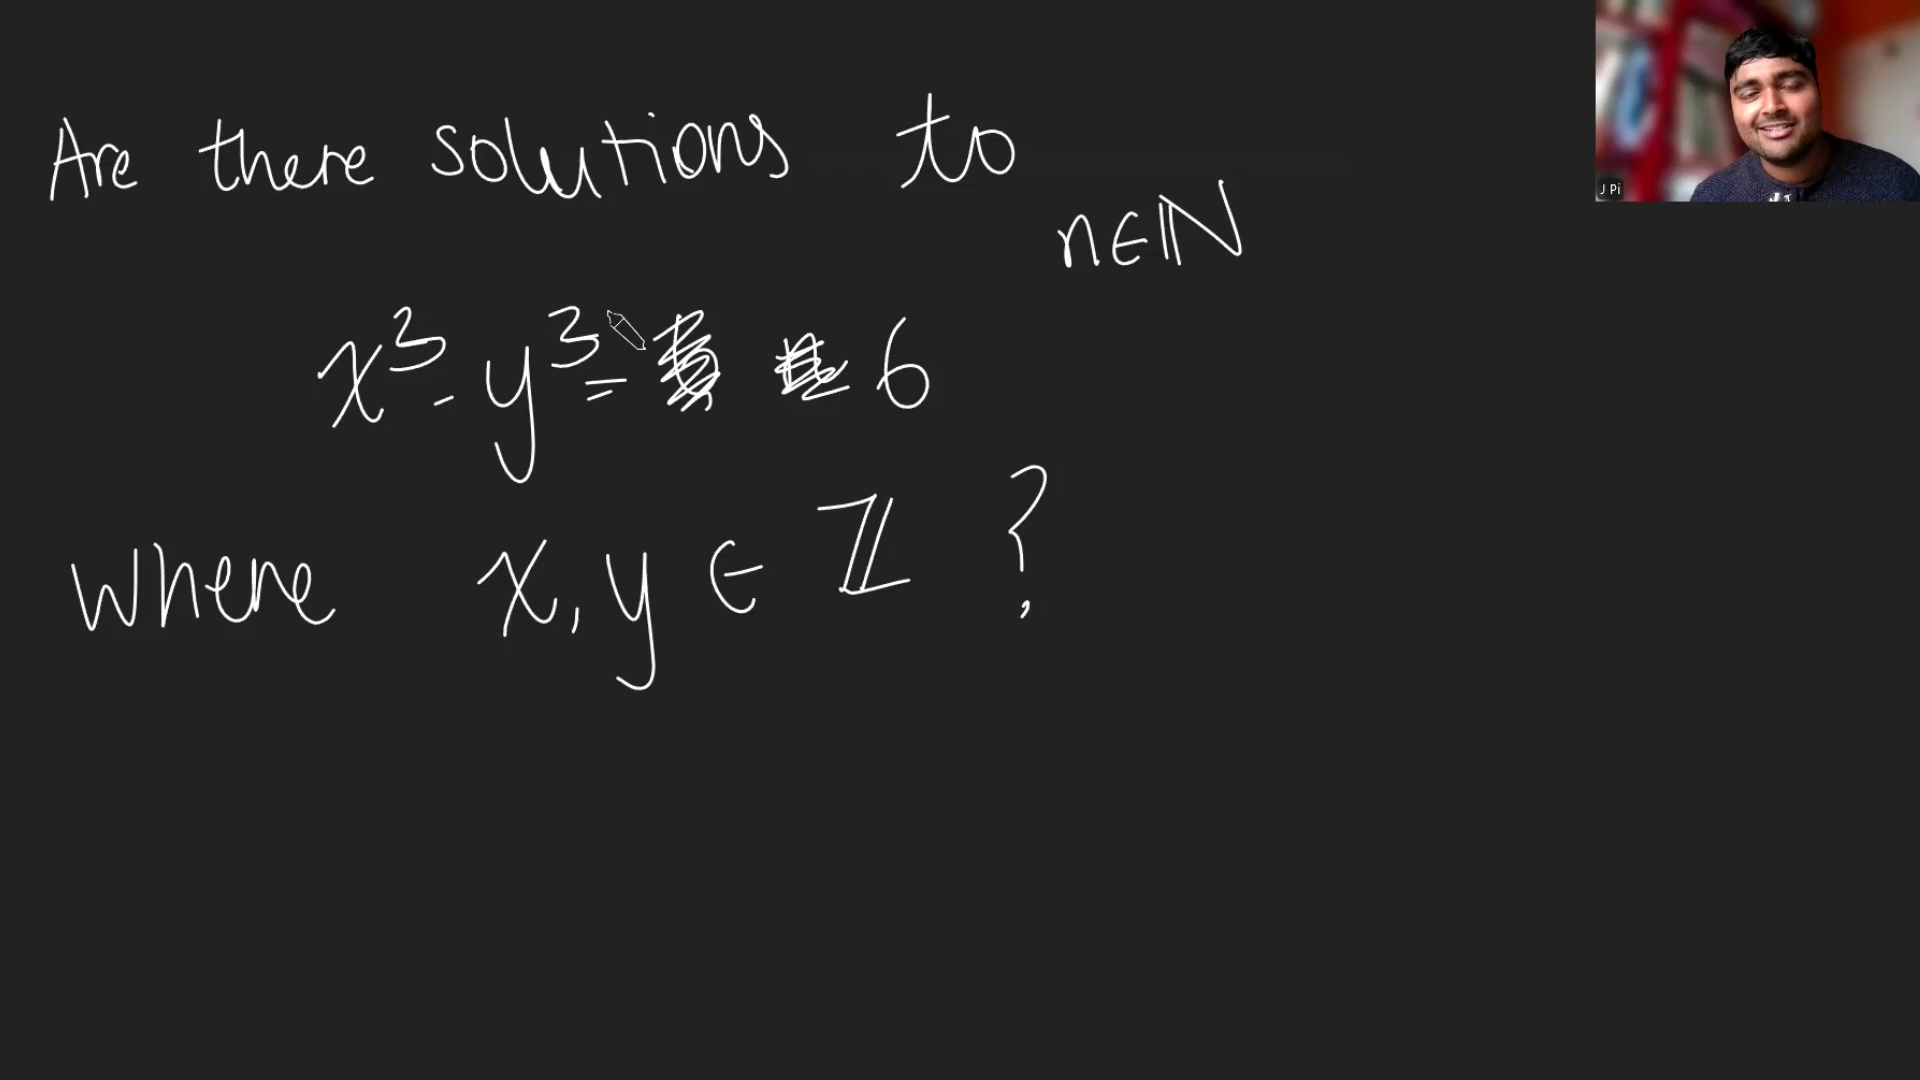 Are there solutions to
n∈ℕ
x³ - y³ = 6
where x, y ∈ ℤ ?
J Pi